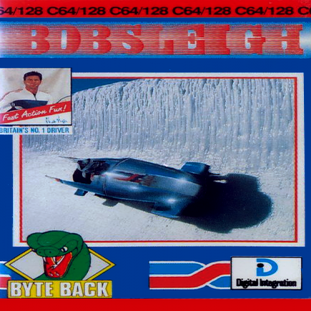 64/128 C64/128 C64/128 C64/128 C64/128 C
BOBSLEIGH
Fast Action Fun!
BRITAIN'S NO. 1 DRIVER
BYTE BACK
Digital Integration